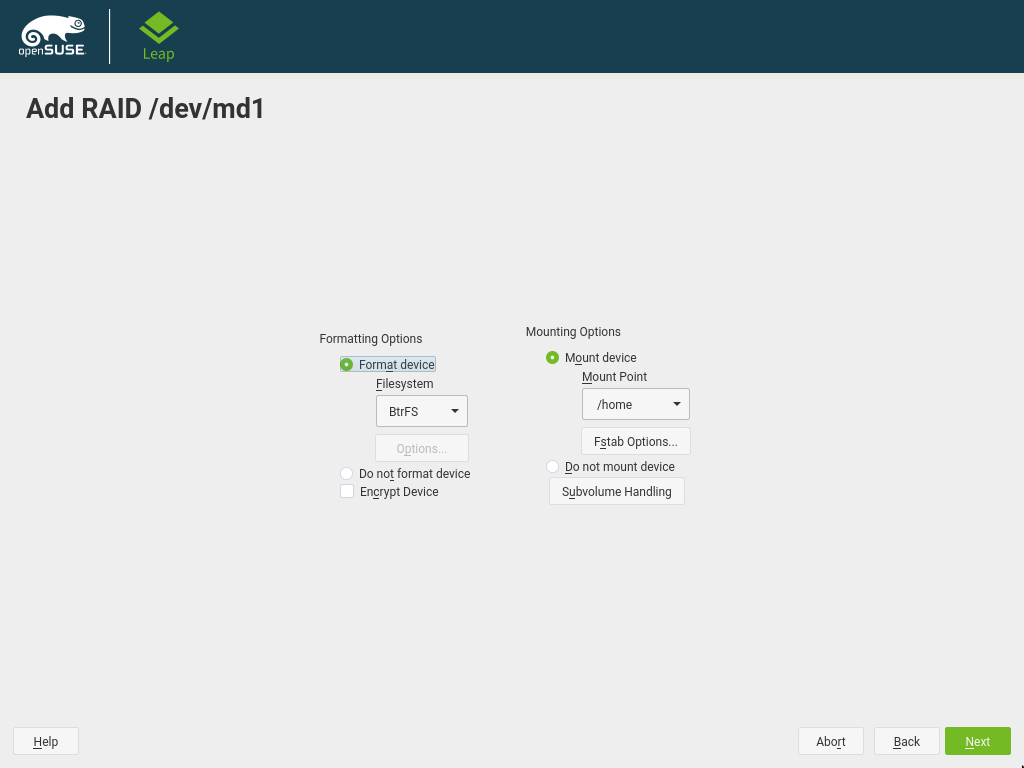 openSUSE
Leap
Add RAID /dev/md1
Formatting Options
Format device
Filesystem
BtrFS
Options...
Do not format device
Encrypt Device
Mounting Options
Mount device
Mount Point
/home
Fstab Options...
Do not mount device
Subvolume Handling
Help
Abort
Back
Next